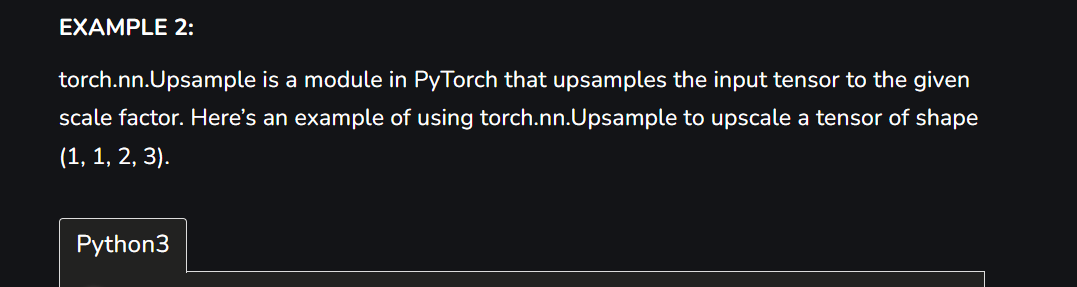 EXAMPLE 2:
torch.nn.Upsample is a module in PyTorch that upsamples the input tensor to the given
scale factor. Here’s an example of using torch.nn.Upsample to upscale a tensor of shape
(1, 1, 2, 3).
Python3